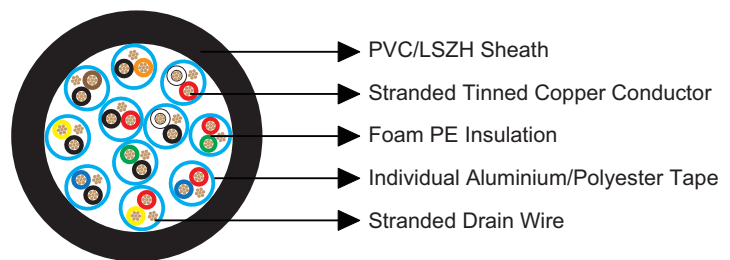 PVC/LSZH Sheath
Stranded Tinned Copper Conductor
Foam PE Insulation
Individual Aluminium/Polyester Tape
Stranded Drain Wire